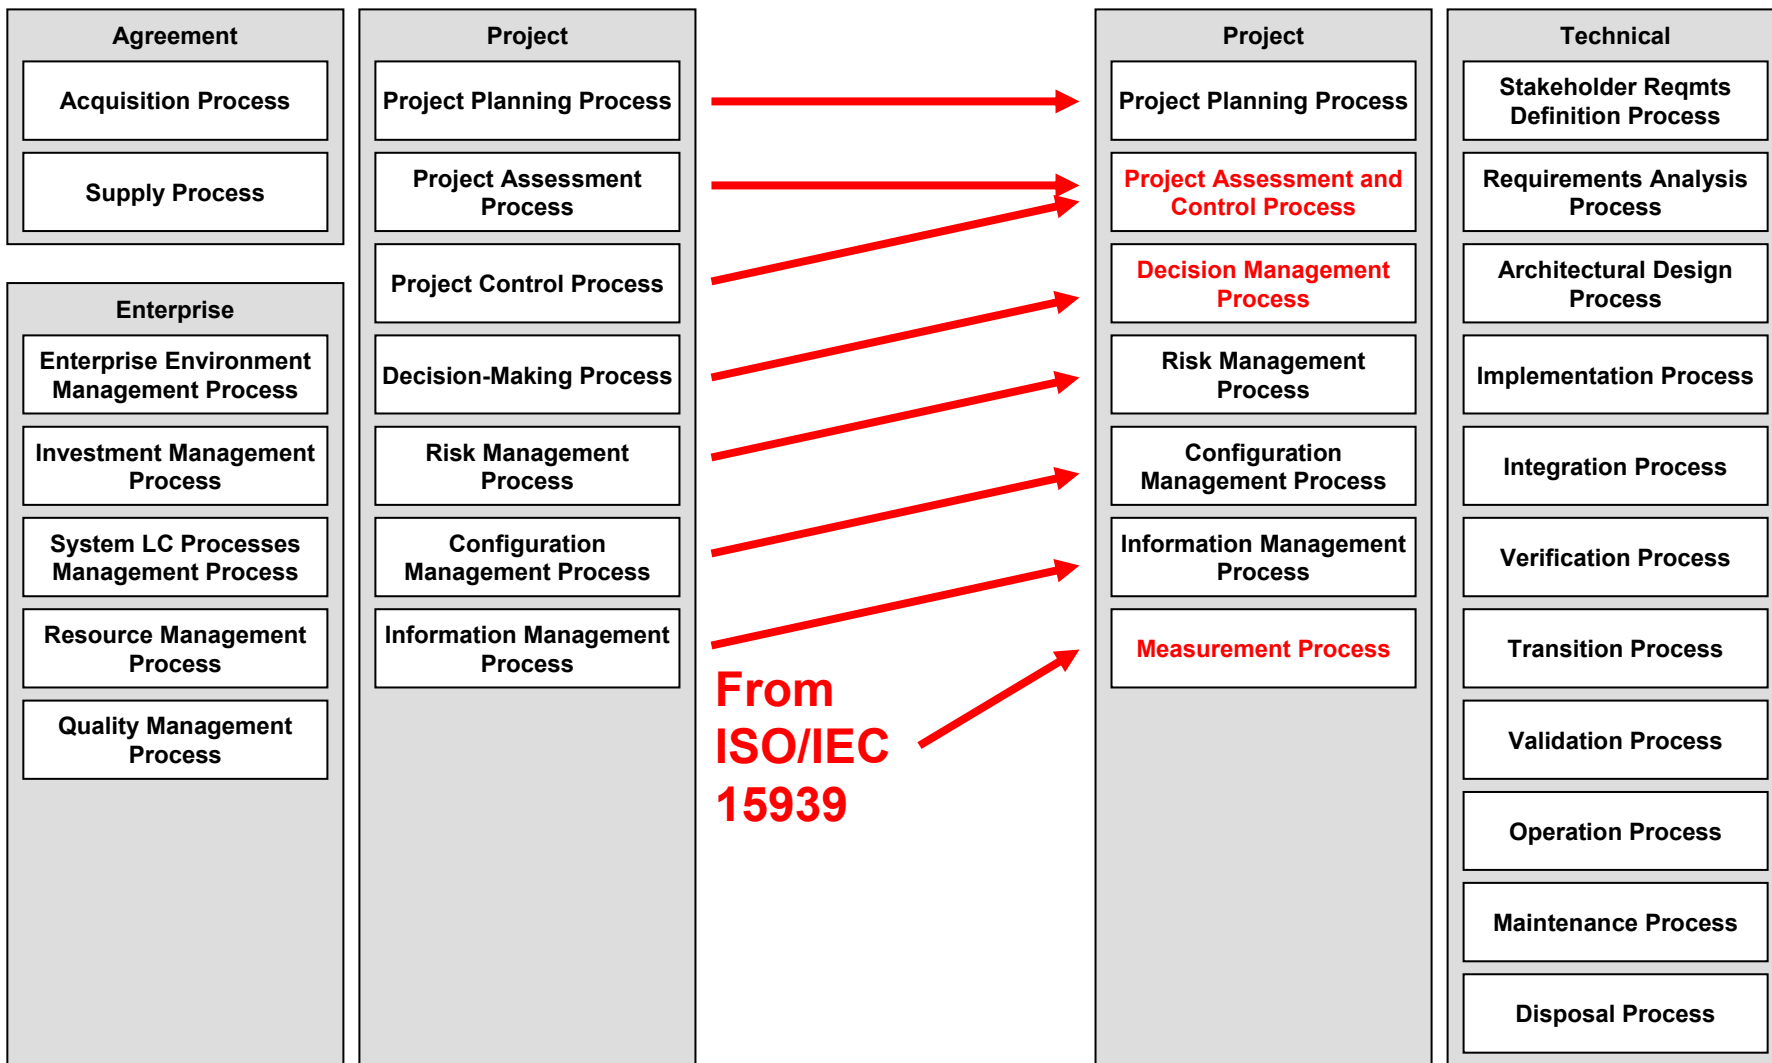 Agreement
Acquisition Process
Supply Process
Enterprise
Enterprise Environment
Management Process
Investment Management
Process
System LC Processes
Management Process
Resource Management
Process
Quality Management
Process
Project
Project Planning Process
Project Assessment
Process
Project Control Process
Decision-Making Process
Risk Management
Process
Configuration
Management Process
Information Management
Process
From
ISO/IEC
15939
Project
Project Planning Process
Project Assessment and
Control Process
Decision Management
Process
Risk Management
Process
Configuration
Management Process
Information Management
Process
Measurement Process
Technical
Stakeholder Reqmts
Definition Process
Requirements Analysis
Process
Architectural Design
Process
Implementation Process
Integration Process
Verification Process
Transition Process
Validation Process
Operation Process
Maintenance Process
Disposal Process